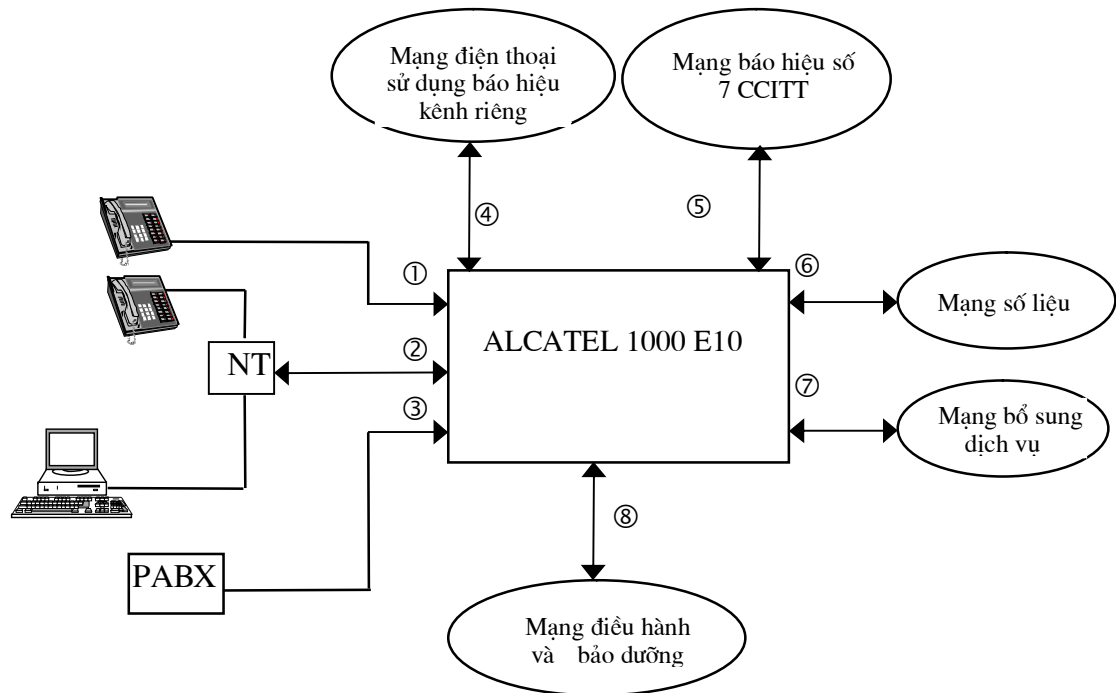 Mạng điện thoại
sử dụng báo hiệu
kênh riêng
Mạng báo hiệu số
7 CCITT
④
⑤
①
⑥
Mạng số liệu
ALCATEL 1000 E10
②
NT
⑦
③
Mạng bổ sung
dịch vụ
⑧
PABX
Mạng điều hành
và bảo dưỡng